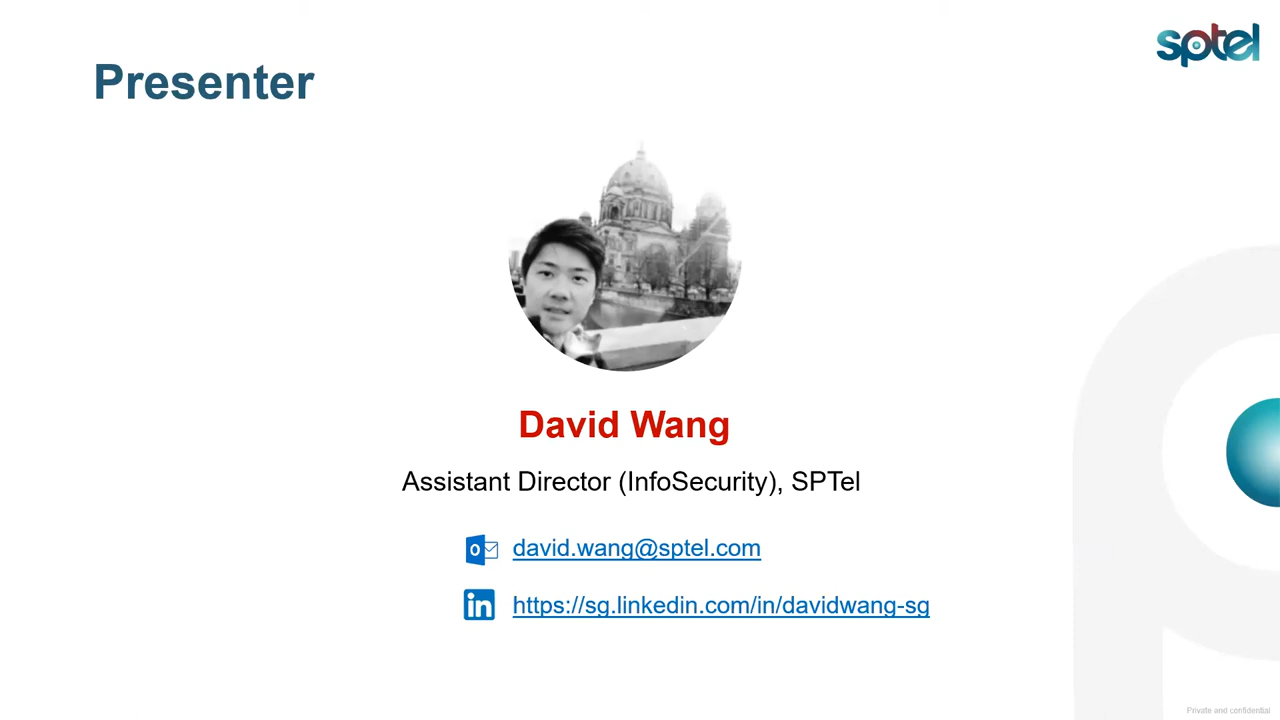 sptel
Presenter
David Wang
Assistant Director (InfoSecurity), SPTel
david.wang@sptel.com
in https://sg.linkedin.com/in/davidwang-sg
Private and confidential